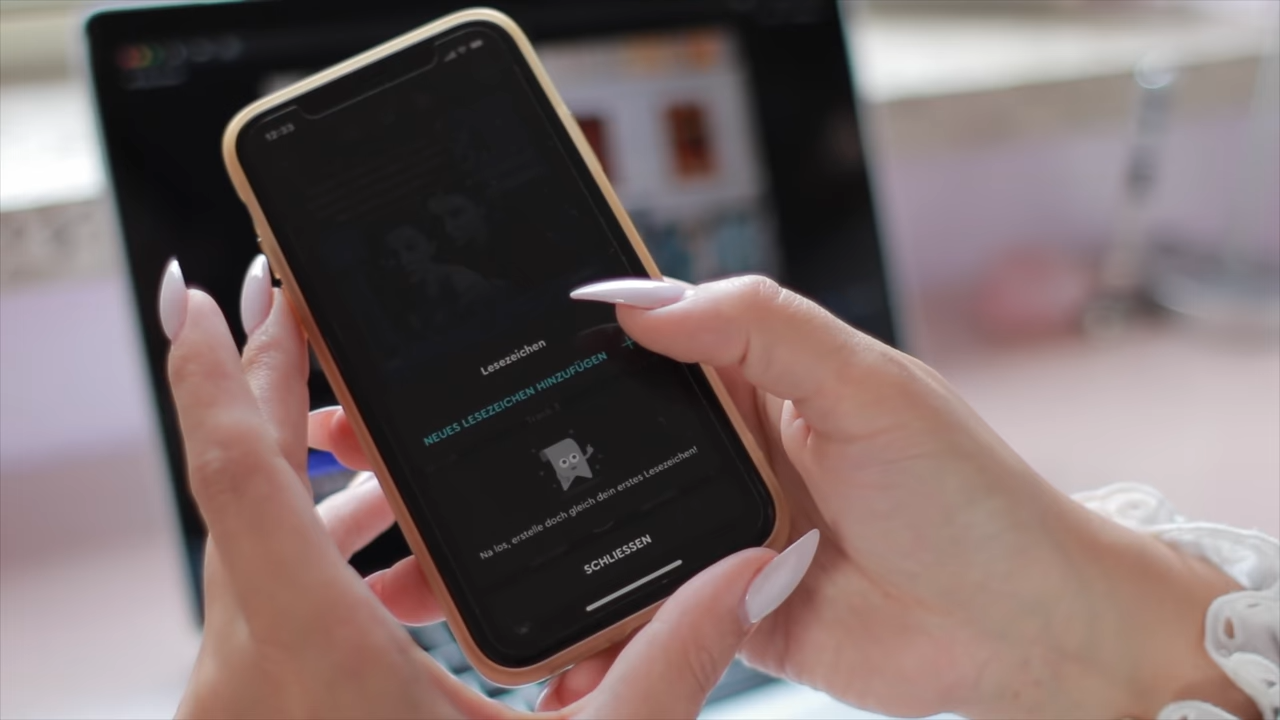 12:33
Lesezeichen
NEUES LESEZEICHEN HINZUFÜGEN +
Na los, erstelle doch gleich dein erstes Lesezeichen!
SCHLIESSEN